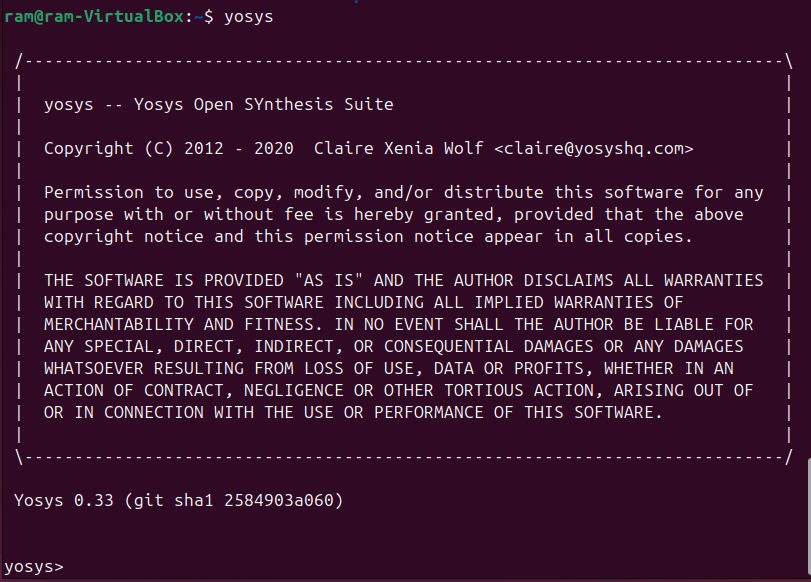 ram@ram-VirtualBox:~$ yosys
/----------------------------------------------------------------------------\
|                                                                            |
|  yosys -- Yosys Open SYnthesis Suite                                       |
|                                                                            |
|  Copyright (C) 2012 - 2020  Claire Xenia Wolf <claire@yosyshq.com>         |
|                                                                            |
|  Permission to use, copy, modify, and/or distribute this software for any  |
|  purpose with or without fee is hereby granted, provided that the above    |
|  copyright notice and this permission notice appear in all copies.         |
|                                                                            |
|  THE SOFTWARE IS PROVIDED "AS IS" AND THE AUTHOR DISCLAIMS ALL WARRANTIES  |
|  WITH REGARD TO THIS SOFTWARE INCLUDING ALL IMPLIED WARRANTIES OF          |
|  MERCHANTABILITY AND FITNESS. IN NO EVENT SHALL THE AUTHOR BE LIABLE FOR   |
|  ANY SPECIAL, DIRECT, INDIRECT, OR CONSEQUENTIAL DAMAGES OR ANY DAMAGES    |
|  WHATSOEVER RESULTING FROM LOSS OF USE, DATA OR PROFITS, WHETHER IN AN     |
|  ACTION OF CONTRACT, NEGLIGENCE OR OTHER TORTIOUS ACTION, ARISING OUT OF   |
|  OR IN CONNECTION WITH THE USE OR PERFORMANCE OF THIS SOFTWARE.            |
|                                                                            |
\----------------------------------------------------------------------------/
Yosys 0.33 (git sha1 2584903a060)
yosys>